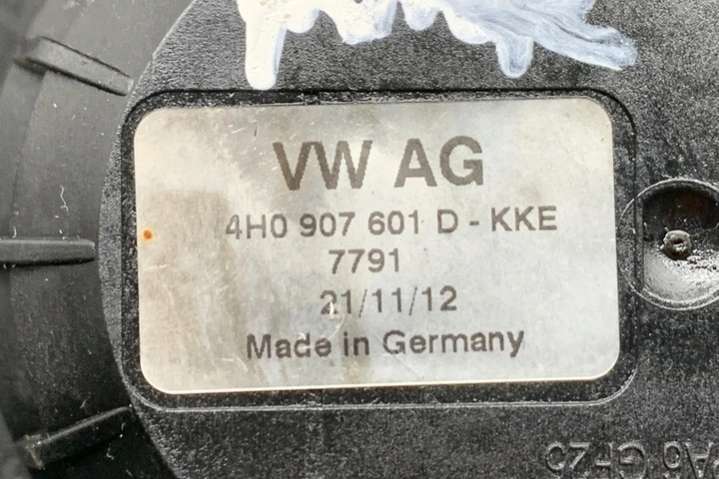 VW AG
4H0 907 601 D - KKE
7791
21/11/12
Made in Germany